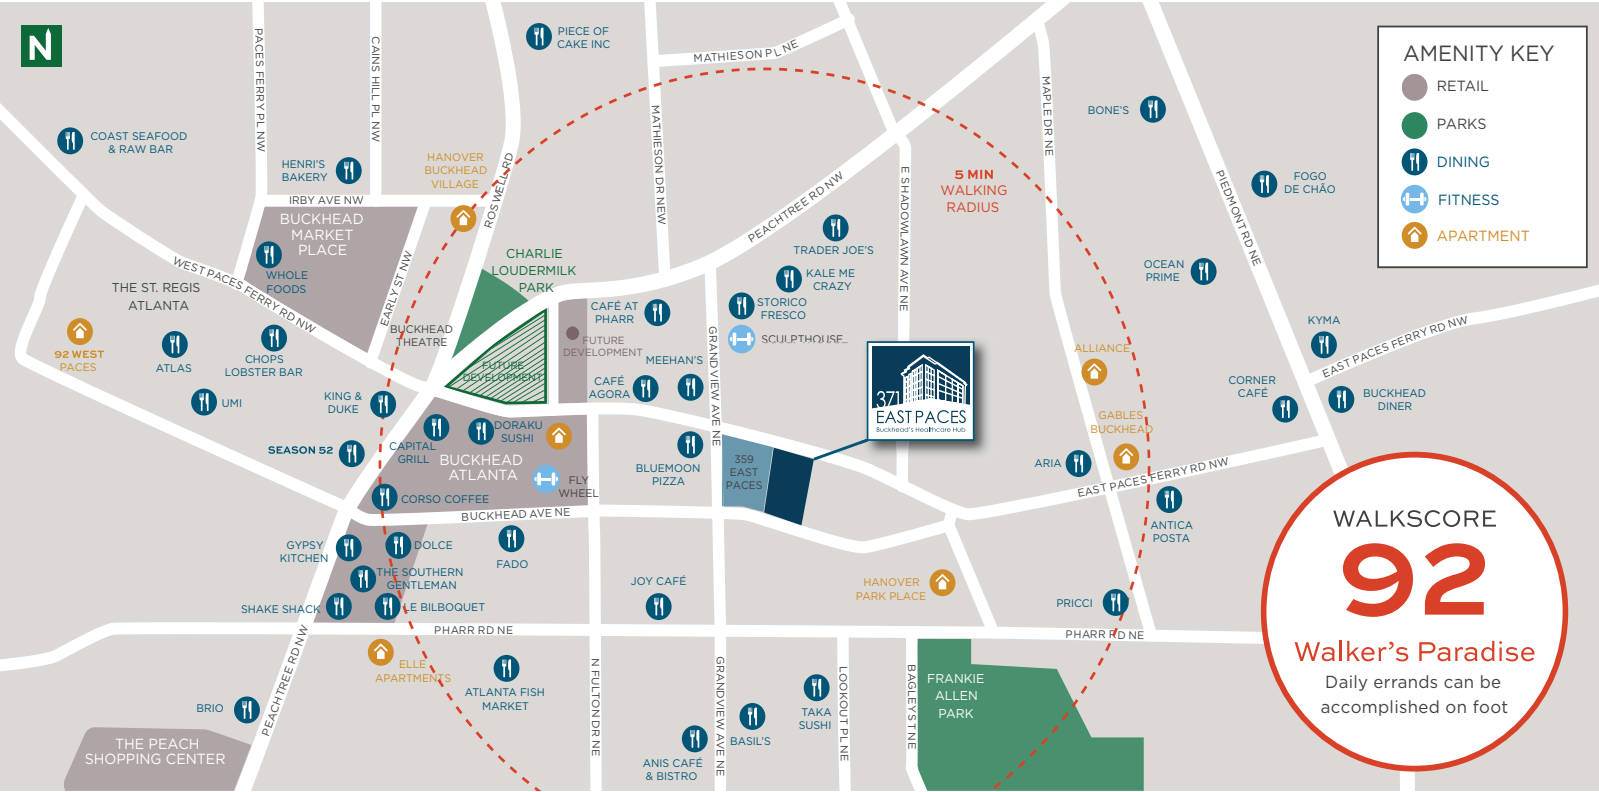 N
PIECE OF
CAKE INC
MATHIESON PL NE
AMENITY KEY
RETAIL
PARKS
DINING
FITNESS
APARTMENT
PACES FERRY PL NW
CAINS HILL PL NW
MATHIESON DR NEW
MAPLE DR NE
BONE'S
COAST SEAFOOD
& RAW BAR
HENRI'S
BAKERY
HANOVER
BUCKHEAD
VILLAGE
ROSWELL RD
IRBY AVE NW
PEACHTREE RD NW
E SHADOWLAWN AVE NE
5 MIN
WALKING
RADIUS
PIEDMONT RD NE
FOGO
DE CHÃO
BUCKHEAD
MARKET
PLACE
WHOLE
FOODS
WEST PACES FERRY RD NW
EARLY ST NW
CHARLIE
LOUDERMILK
PARK
TRADER JOE'S
KALE ME
CRAZY
STORICO
FRESCO
SCULPTHOUSE
OCEAN
PRIME
THE ST. REGIS
ATLANTA
92 WEST
PACES
ATLAS
CHOPS
LOBSTER BAR
UMI
BUCKHEAD
THEATRE
CAFÉ AT
PHARR
FUTURE
DEVELOPMENT
FUTURE
DEVELOPMENT
MEEHAN'S
CAFÉ
AGORA
GRANDVIEW AVE NE
371
EAST PACES
Buckhead's Healthcare Hub
ALLIANCE
KYMA
EAST PACES FERRY RD NW
CORNER
CAFÉ
BUCKHEAD
DINER
GABLES
BUCKHEAD
KING &
DUKE
SEASON 52
CAPITAL
GRILL
DORAKU
SUSHI
BUCKHEAD
ATLANTA
FLY
WHEEL
BLUEMOON
PIZZA
359
EAST
PACES
ARIA
EAST PACES FERRY RD NW
CORSO COFFEE
BUCKHEAD AVE NE
ANTICA
POSTA
GYPSY
KITCHEN
DOLCE
FADO
THE SOUTHERN
GENTLEMAN
SHAKE SHACK
LE BILBOQUET
JOY CAFÉ
HANOVER
PARK PLACE
PRICCI
PHARR RD NE
PHARR RD NE
WALKSCORE
92
Walker's Paradise
Daily errands can be
accomplished on foot
PEACHTREE RD NW
ELLE
APARTMENTS
ATLANTA FISH
MARKET
N FULTON DR NE
GRANDVIEW AVE NE
LOOKOUT PL NE
BAGLEY ST NE
FRANKIE
ALLEN
PARK
BRIO
TAKA
SUSHI
BASIL'S
ANIS CAFÉ
& BISTRO
THE PEACH
SHOPPING CENTER